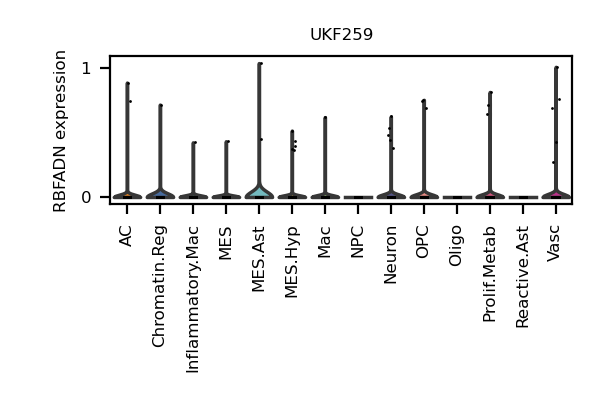 UKF259
RBFADN expression
1
0
AC
Chromatin.Reg
Inflammatory.Mac
MES
MES.Ast
MES.Hyp
Mac
NPC
Neuron
OPC
Oligo
Prolif.Metab
Reactive.Ast
Vasc